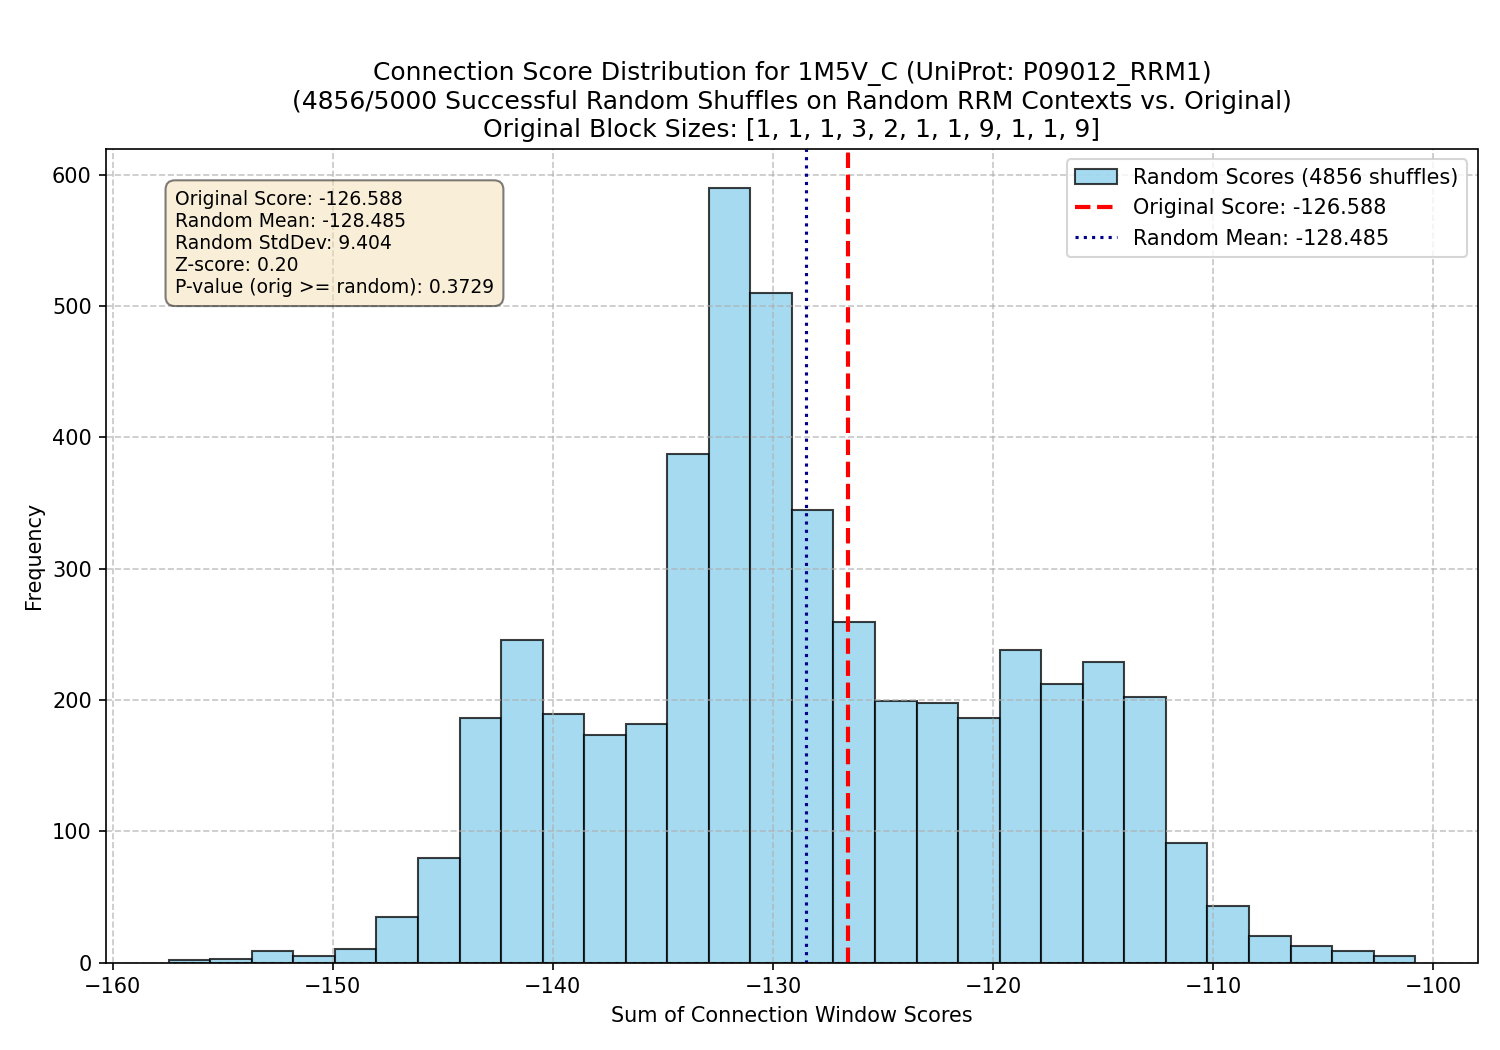 Connection Score Distribution for 1M5V_C (UniProt: P09012_RRM1)
(4856/5000 Successful Random Shuffles on Random RRM Contexts vs. Original)
Original Block Sizes: [1, 1, 1, 3, 2, 1, 1, 9, 1, 1, 9]
Original Score: -126.588
Random Mean: -128.485
Random StdDev: 9.404
Z-score: 0.20
P-value (orig >= random): 0.3729
Random Scores (4856 shuffles)
Original Score: -126.588
Random Mean: -128.485
Frequency
600
500
400
300
200
100
0
−160 −150 −140 −130 −120 −110 −100
Sum of Connection Window Scores